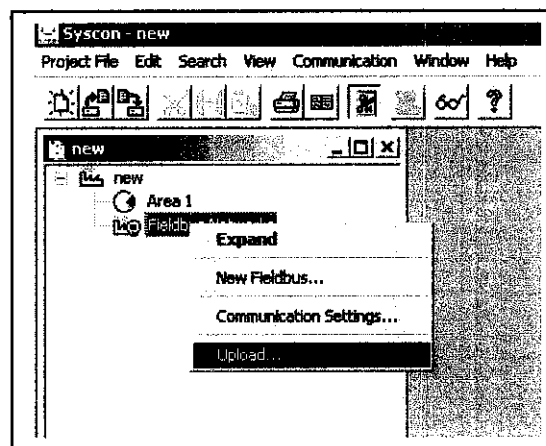 Syscon - new
Project File Edit Search View Communication Window Help
new
new
Area 1
Fieldb
Expand
New Fieldbus...
Communication Settings...
Upload...